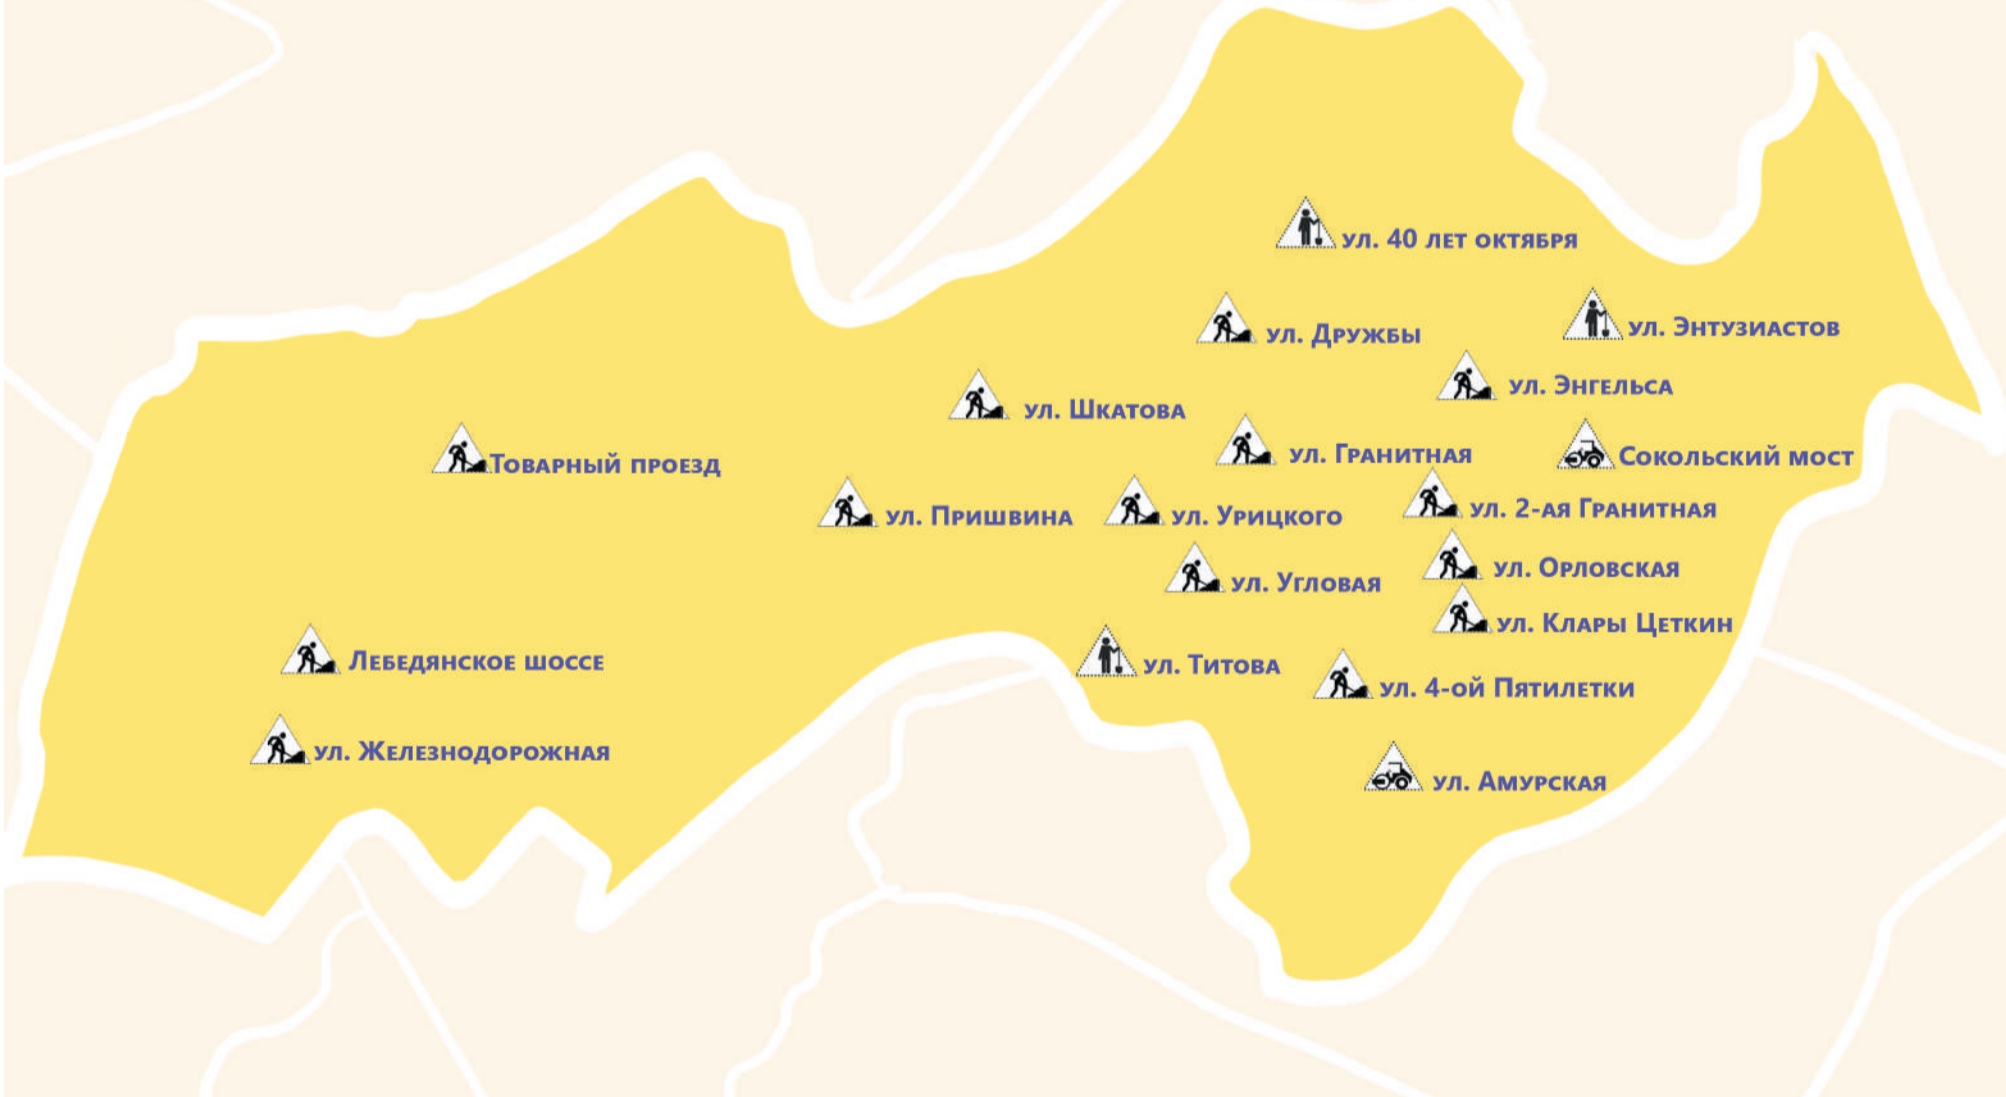 ул. 40 лет октября
ул. Дружбы
ул. Энтузиастов
ул. Энгельса
ул. Шкатова
ул. Гранитная
Сокольский мост
Товарный проезд
ул. Пришвина
ул. Урицкого
ул. 2-ая Гранитная
ул. Угловая
ул. Орловская
ул. Клары Цеткин
Лебедянское шоссе
ул. Титова
ул. 4-ой Пятилетки
ул. Железнодорожная
ул. Амурская